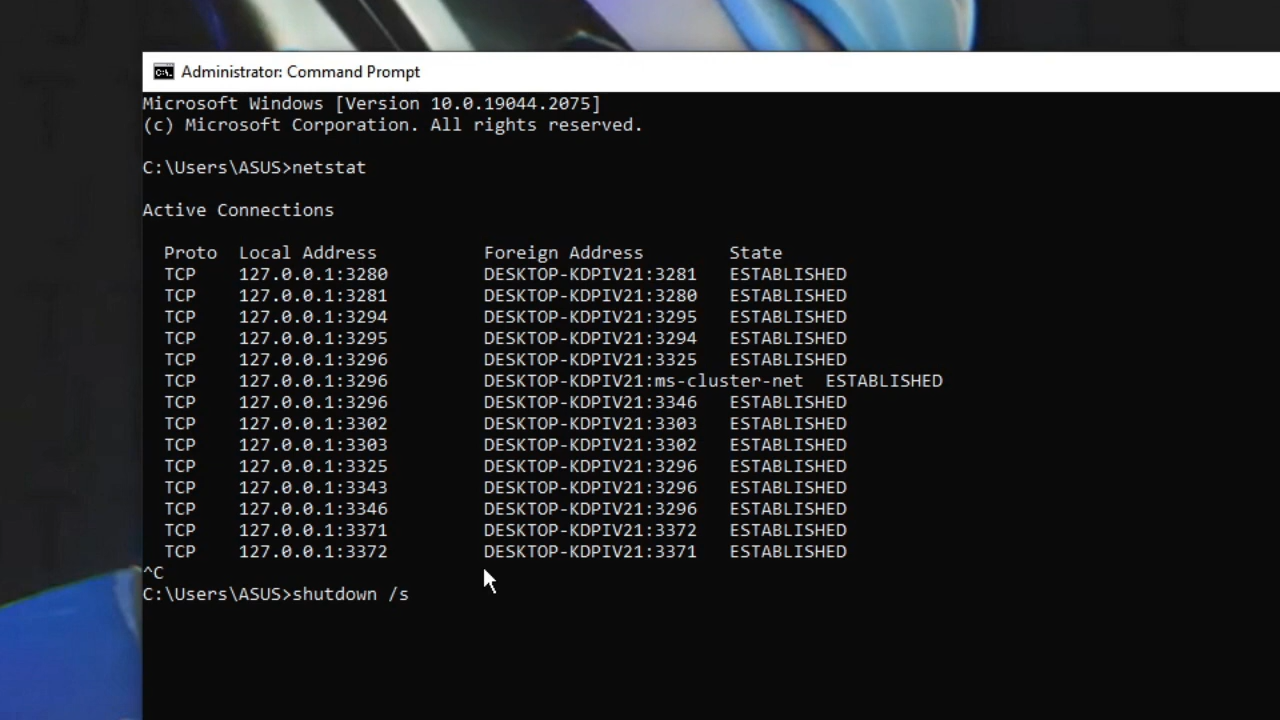 Administrator: Command Prompt
Microsoft Windows [Version 10.0.19044.2075]
(c) Microsoft Corporation. All rights reserved.
C:\Users\ASUS>netstat
Active Connections
Proto  Local Address          Foreign Address        State
TCP    127.0.0.1:3280         DESKTOP-KDPIV21:3281   ESTABLISHED
TCP    127.0.0.1:3281         DESKTOP-KDPIV21:3280   ESTABLISHED
TCP    127.0.0.1:3294         DESKTOP-KDPIV21:3295   ESTABLISHED
TCP    127.0.0.1:3295         DESKTOP-KDPIV21:3294   ESTABLISHED
TCP    127.0.0.1:3296         DESKTOP-KDPIV21:3325   ESTABLISHED
TCP    127.0.0.1:3296         DESKTOP-KDPIV21:ms-cluster-net  ESTABLISHED
TCP    127.0.0.1:3296         DESKTOP-KDPIV21:3346   ESTABLISHED
TCP    127.0.0.1:3302         DESKTOP-KDPIV21:3303   ESTABLISHED
TCP    127.0.0.1:3303         DESKTOP-KDPIV21:3302   ESTABLISHED
TCP    127.0.0.1:3325         DESKTOP-KDPIV21:3296   ESTABLISHED
TCP    127.0.0.1:3343         DESKTOP-KDPIV21:3296   ESTABLISHED
TCP    127.0.0.1:3346         DESKTOP-KDPIV21:3296   ESTABLISHED
TCP    127.0.0.1:3371         DESKTOP-KDPIV21:3372   ESTABLISHED
TCP    127.0.0.1:3372         DESKTOP-KDPIV21:3371   ESTABLISHED
^C
C:\Users\ASUS>shutdown /s